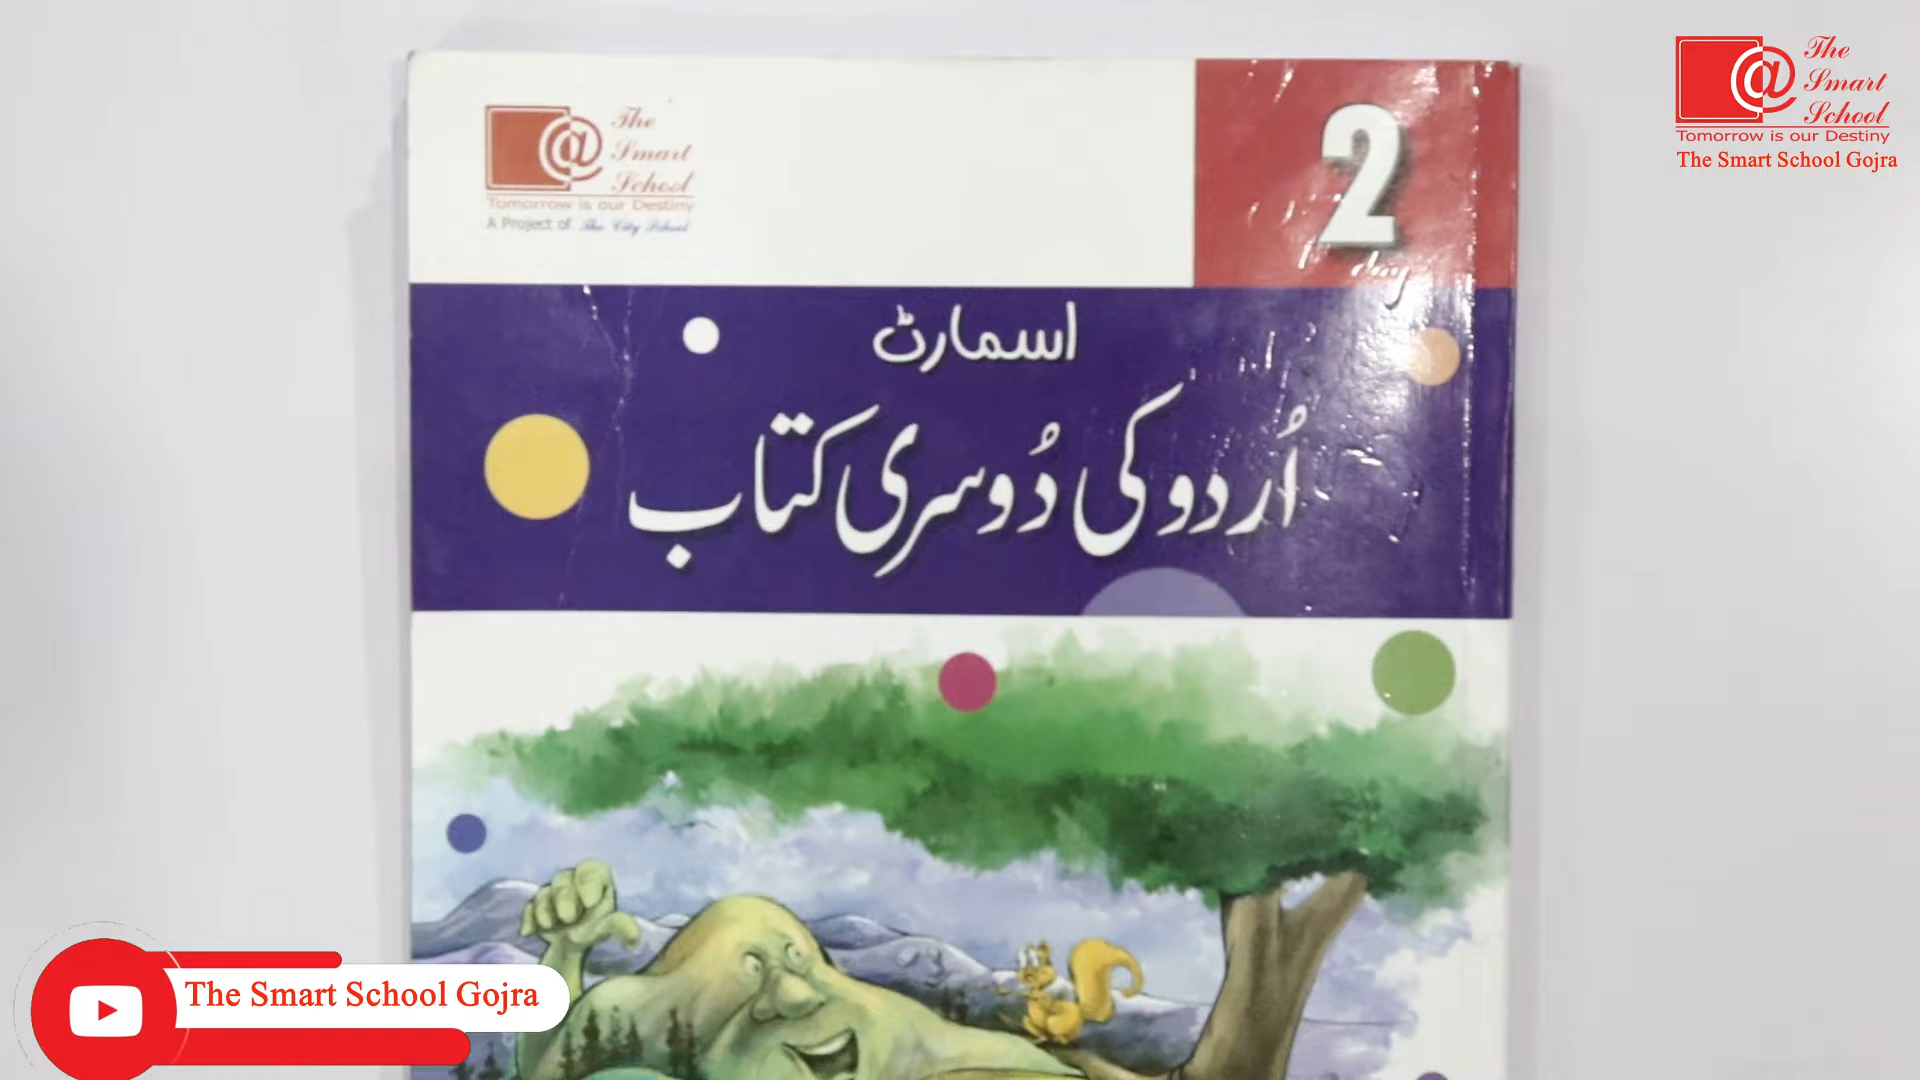 The
Smart
School
Tomorrow is our Destiny
A Project of The City School
2
اسمارٹ
اُردو کی دُوسری کتاب
The
Smart
School
Tomorrow is our Destiny
The Smart School Gojra
The Smart School Gojra